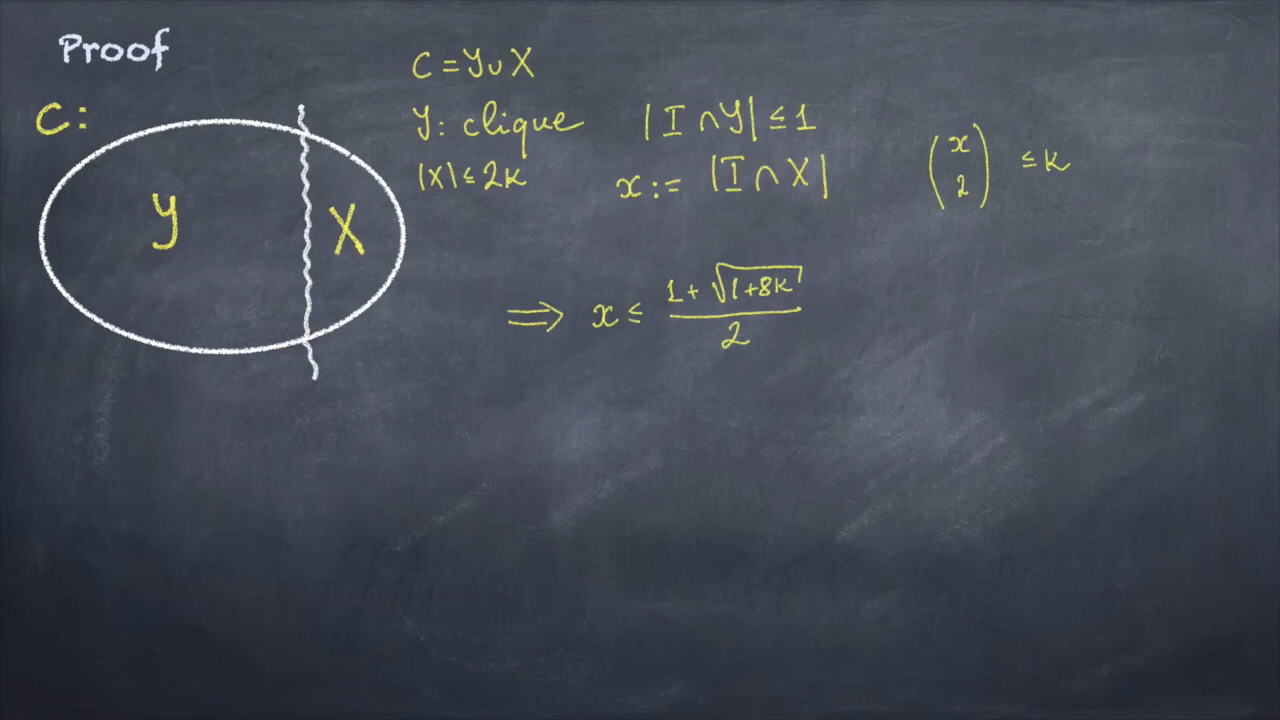 Proof
C:
Y
X
C = Y ∪ X
Y: clique |I ∩ Y| ≤ 1
|X| ≤ 2k x := |I ∩ X| (x 2) ≤ k
⟹ x ≤ (1 + √(1+8k)) / 2